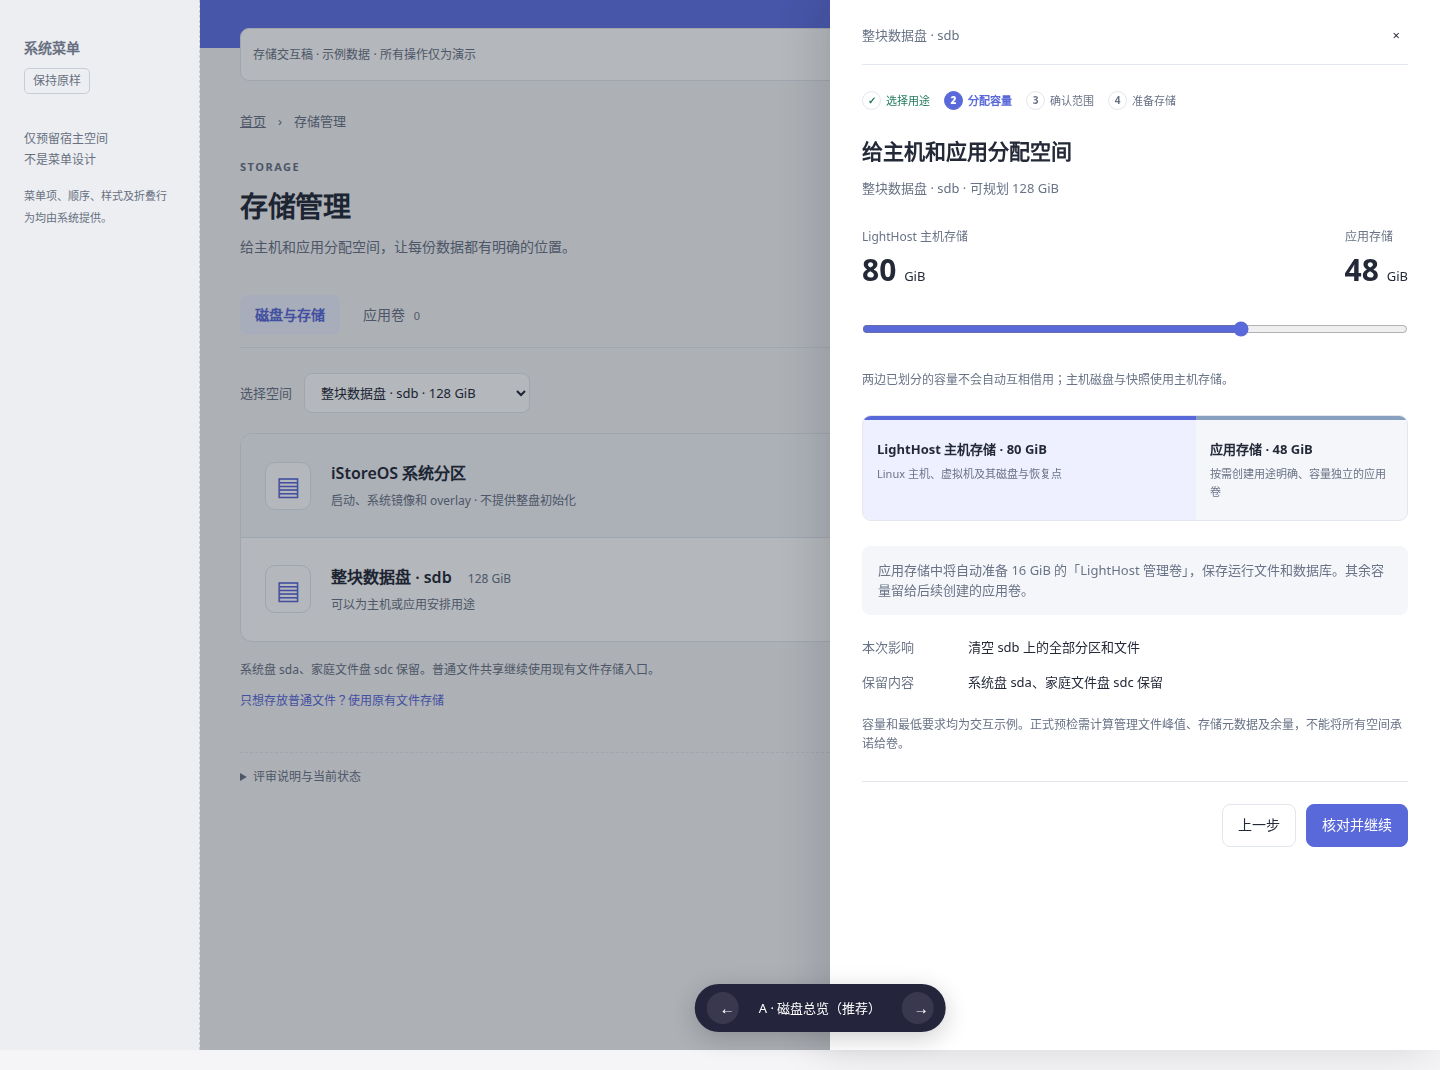 系统菜单
保持原样
仅预留宿主空间
不是菜单设计
菜单项、顺序、样式及折叠行
为均由系统提供。
存储交互稿 · 示例数据 · 所有操作仅为演示
首页 › 存储管理
STORAGE
存储管理
给主机和应用分配空间，让每份数据都有明确的位置。
磁盘与存储
应用卷 0
选择空间
整块数据盘 · sdb · 128 GiB
iStoreOS 系统分区
启动、系统镜像和 overlay · 不提供整盘初始化
整块数据盘 · sdb 128 GiB
可以为主机或应用安排用途
系统盘 sda、家庭文件盘 sdc 保留。普通文件共享继续使用现有文件存储入口。
只想存放普通文件？使用原有文件存储
▶ 评审说明与当前状态
整块数据盘 · sdb
×
✓ 选择用途 2 分配容量 3 确认范围 4 准备存储
给主机和应用分配空间
整块数据盘 · sdb · 可规划 128 GiB
LightHost 主机存储
80 GiB
应用存储
48 GiB
两边已划分的容量不会自动互相借用；主机磁盘与快照使用主机存储。
LightHost 主机存储 · 80 GiB
Linux 主机、虚拟机及其磁盘与恢复点
应用存储 · 48 GiB
按需创建用途明确、容量独立的应用
卷
应用存储中将自动准备 16 GiB 的「LightHost 管理卷」，保存运行文件和数据库。其余容
量留给后续创建的应用卷。
本次影响 清空 sdb 上的全部分区和文件
保留内容 系统盘 sda、家庭文件盘 sdc 保留
容量和最低要求均为交互示例。正式预检需计算管理文件峰值、存储元数据及余量，不能将所有空间承
诺给卷。
上一步
核对并继续
← A · 磁盘总览（推荐） →